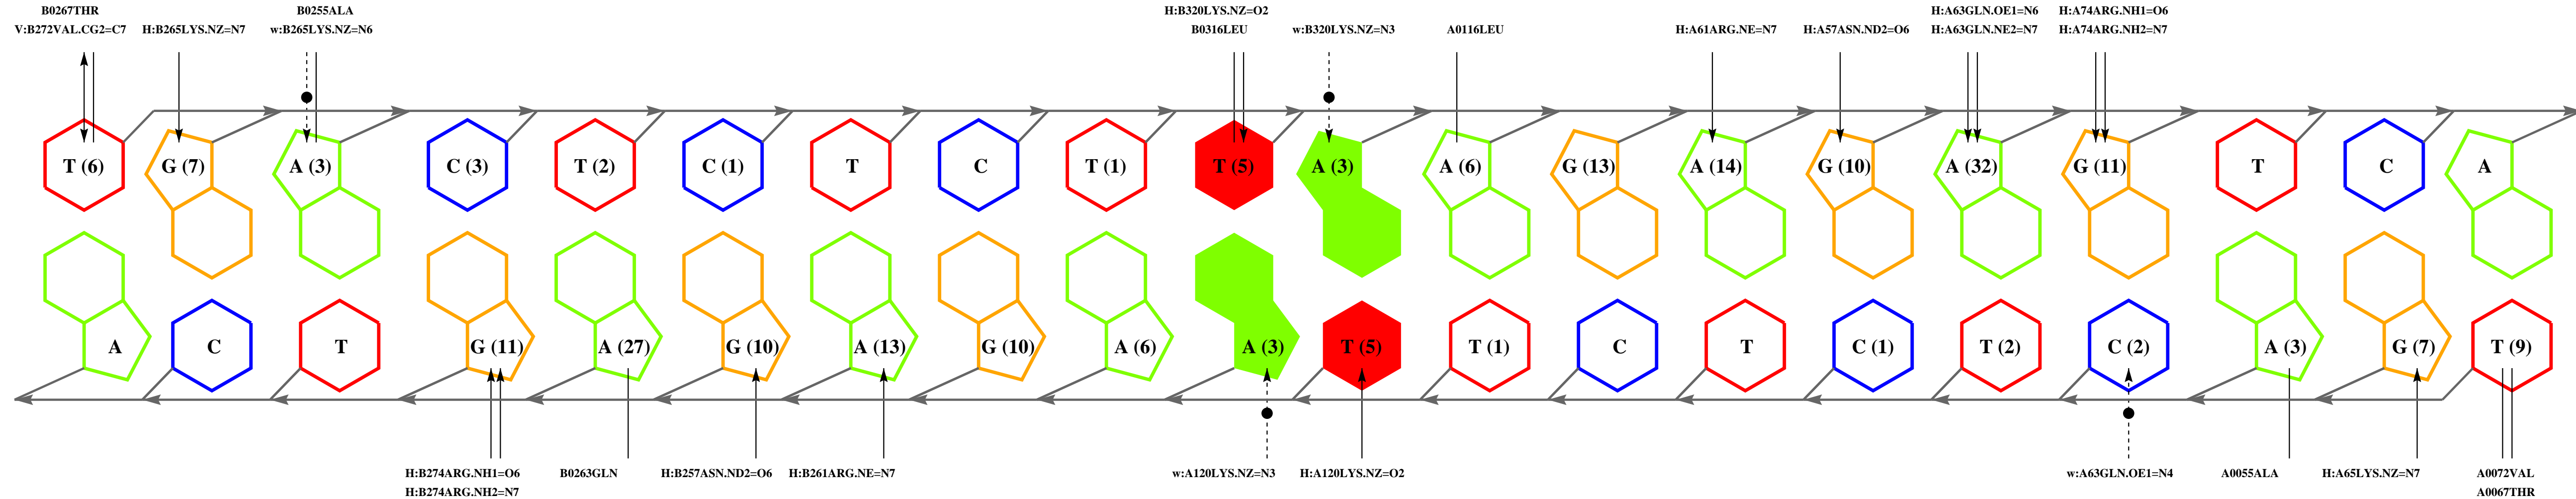 B0267THR B0255ALA H:B320LYS.NZ=O2 H:A63GLN.OE1=N6 H:A74ARG.NH1=O6
V:B272VAL.CG2=C7 H:B265LYS.NZ=N7 w:B265LYS.NZ=N6 B0316LEU w:B320LYS.NZ=N3 A0116LEU H:A61ARG.NE=N7 H:A57ASN.ND2=O6 H:A63GLN.NE2=N7 H:A74ARG.NH2=N7
T (6) G (7) A (3) C (3) T (2) C (1) T C T (1) T (5) A (3) A (6) G (13) A (14) G (10) A (32) G (11) T C A
A C T G (11) A (27) G (10) A (13) G (10) A (6) A (3) T (5) T (1) C T C (1) T (2) C (2) A (3) G (7) T (9)
H:B274ARG.NH1=O6 B0263GLN H:B257ASN.ND2=O6 H:B261ARG.NE=N7 w:A120LYS.NZ=N3 H:A120LYS.NZ=O2 w:A63GLN.OE1=N4 A0055ALA H:A65LYS.NZ=N7 A0072VAL
H:B274ARG.NH2=N7 A0067THR